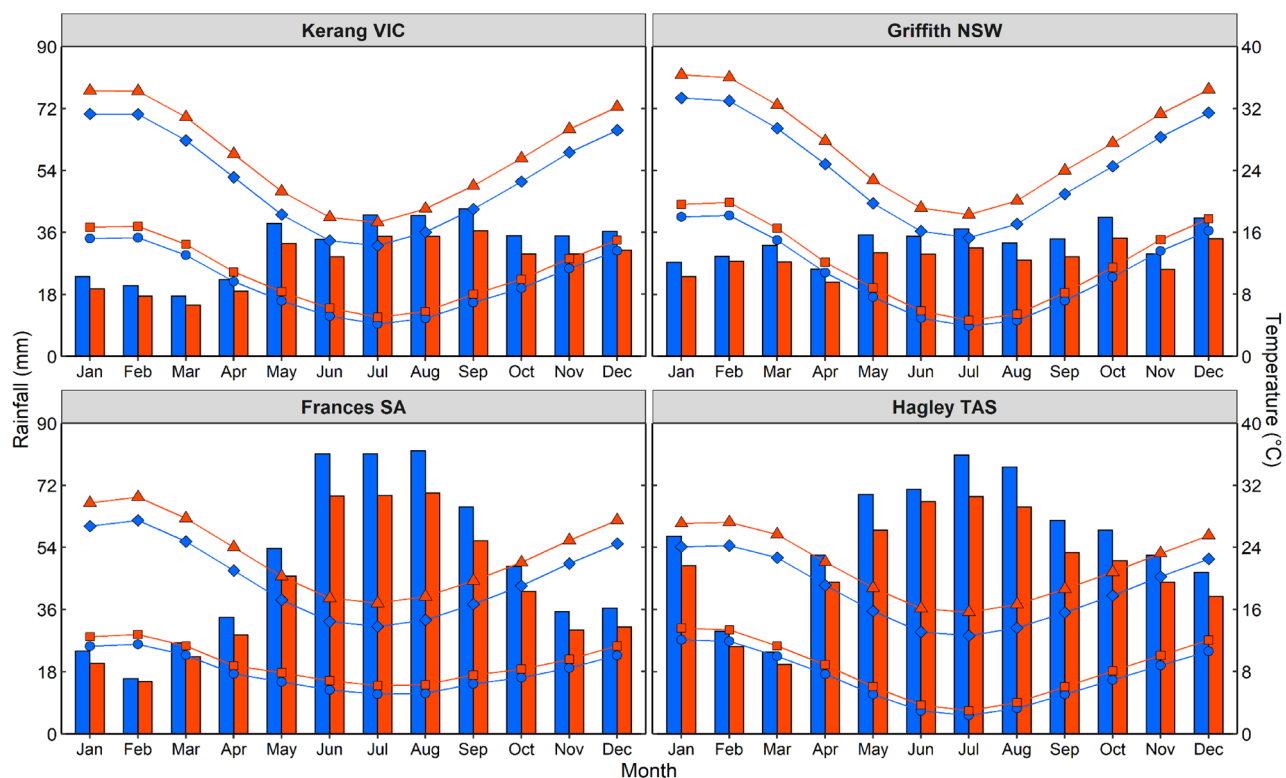 Kerang VIC
Griffith NSW
90
72
54
36
18
0
40
32
24
16
8
0
Jan Feb Mar Apr May Jun Jul Aug Sep Oct Nov Dec
Jan Feb Mar Apr May Jun Jul Aug Sep Oct Nov Dec
Rainfall (mm)
Temperature (°C)
Frances SA
Hagley TAS
90
72
54
36
18
0
40
32
24
16
8
0
Jan Feb Mar Apr May Jun Jul Aug Sep Oct Nov Dec
Jan Feb Mar Apr May Jun Jul Aug Sep Oct Nov Dec
Month